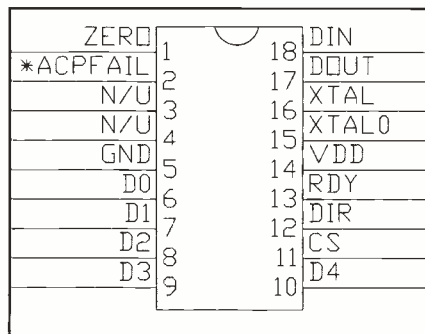 ZERO 1 18 DIN
*ACPFAIL 2 17 DOUT
N/U 3 16 XTAL
N/U 4 15 XTAL0
GND 5 14 VDD
D0 6 13 RDY
D1 7 12 DIR
D2 8 11 CS
D3 9 10 D4